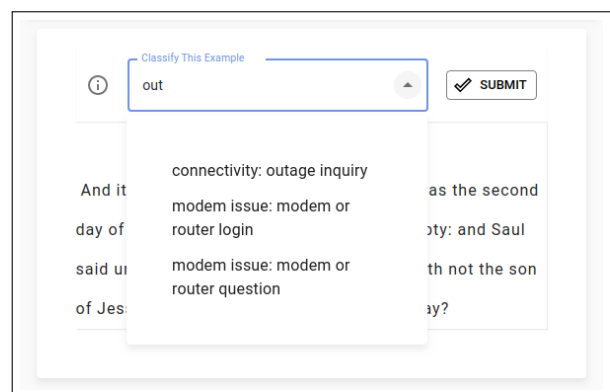 Classify This Example
out
SUBMIT
connectivity: outage inquiry
And it as the second
modem issue: modem or
day of oty: and Saul
router login
said un th not the son
modem issue: modem or
router question
of Jes ay?